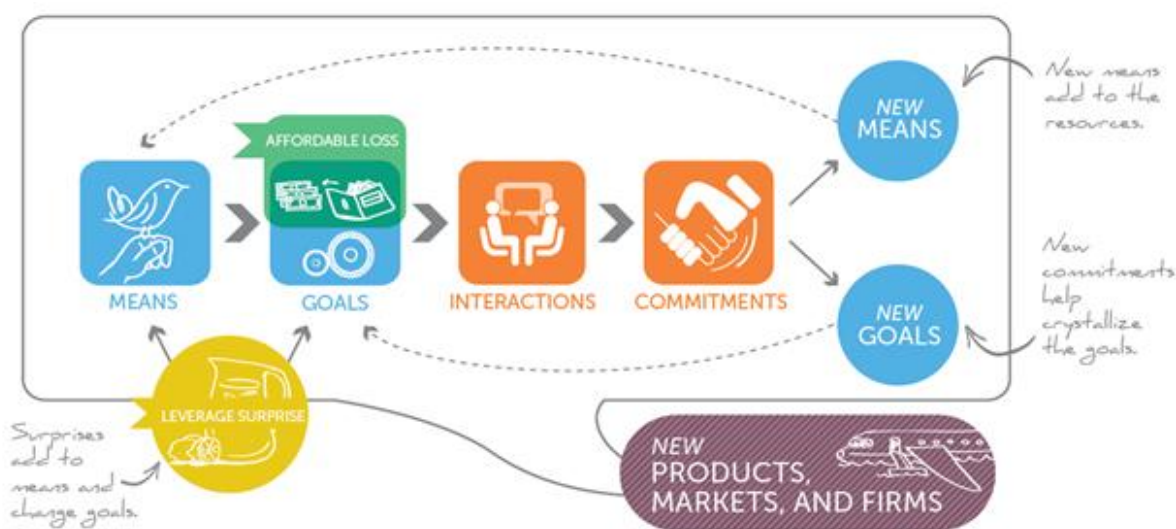 NEW
MEANS
New means
add to the
resources.
AFFORDABLE LOSS
MEANS
GOALS
INTERACTIONS
COMMITMENTS
NEW
GOALS
New
commitments
help
crystallize
the goals.
LEVERAGE SURPRISE
Surprises
add to
means and
change goals.
NEW
PRODUCTS,
MARKETS, AND FIRMS